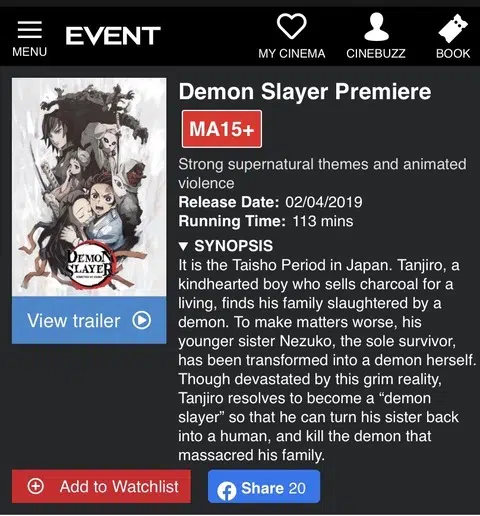 MENU
EVENT
MY CINEMA
CINEBUZZ
BOOK
Demon Slayer Premiere
MA15+
Strong supernatural themes and animated
violence
Release Date: 02/04/2019
Running Time: 113 mins
▼ SYNOPSIS
It is the Taisho Period in Japan. Tanjiro, a
kindhearted boy who sells charcoal for a
living, finds his family slaughtered by a
demon. To make matters worse, his
younger sister Nezuko, the sole survivor,
has been transformed into a demon herself.
Though devastated by this grim reality,
Tanjiro resolves to become a “demon
slayer” so that he can turn his sister back
into a human, and kill the demon that
massacred his family.
DEMON
SLAYER
View trailer
Add to Watchlist
Share 20